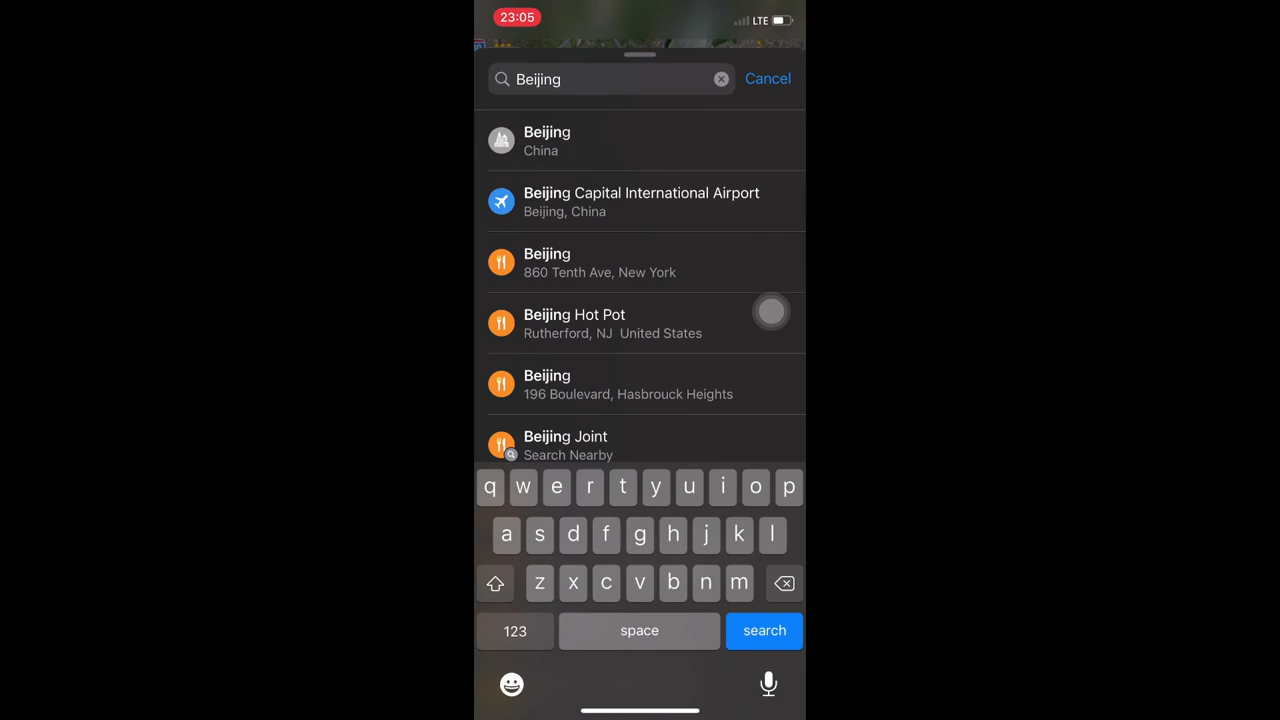 23:05
LTE
Beijing
Cancel
Beijing
China
Beijing Capital International Airport
Beijing, China
Beijing
860 Tenth Ave, New York
Beijing Hot Pot
Rutherford, NJ United States
Beijing
196 Boulevard, Hasbrouck Heights
Beijing Joint
Search Nearby
q w e r t y u i o p
a s d f g h j k l
z x c v b n m
123 space search